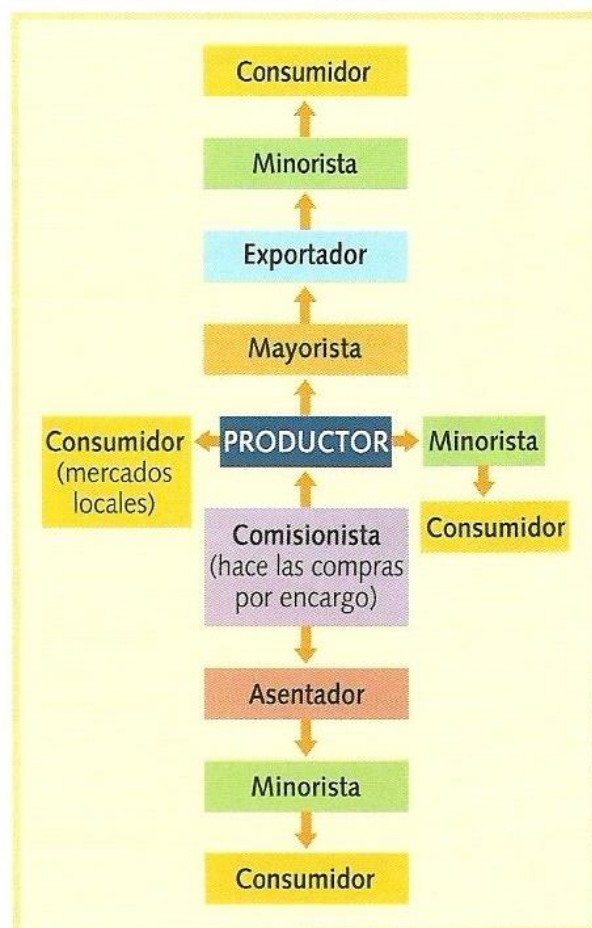 Consumidor
Minorista
Exportador
Mayorista
Consumidor
(mercados
locales)
PRODUCTOR
Minorista
Consumidor
Comisionista
(hace las compras
por encargo)
Asentador
Minorista
Consumidor